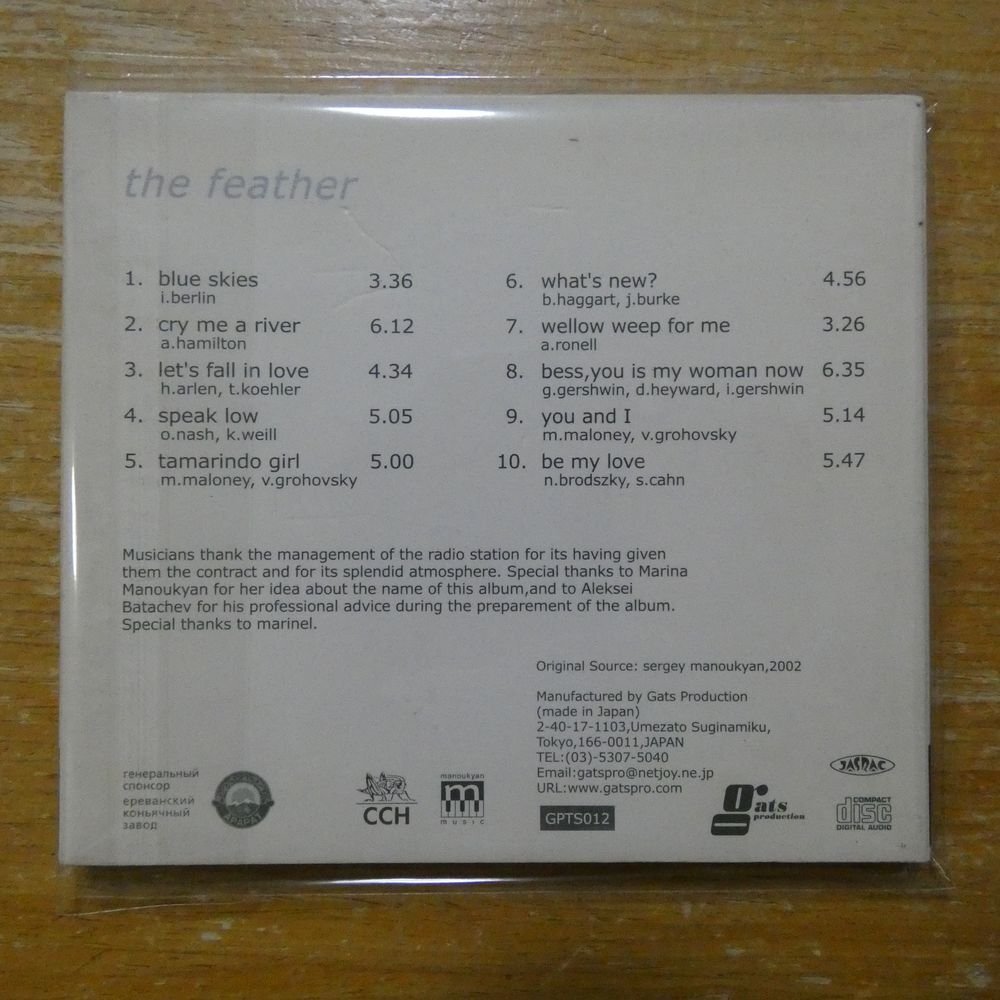 the feather
1. blue skies 3.36
i.berlin
2. cry me a river 6.12
a.hamilton
3. let's fall in love 4.34
h.arlen, t.koehler
4. speak low 5.05
o.nash, k.weill
5. tamarindo girl 5.00
m.maloney, v.grohovsky
6. what's new? 4.56
b.haggart, j.burke
7. wellow weep for me 3.26
a.ronell
8. bess,you is my woman now 6.35
g.gershwin, d.heyward, i.gershwin
9. you and I 5.14
m.maloney, v.grohovsky
10. be my love 5.47
n.brodszky, s.cahn
Musicians thank the management of the radio station for its having given
them the contract and for its splendid atmosphere. Special thanks to Marina
Manoukyan for her idea about the name of this album,and to Aleksei
Batachev for his professional advice during the preparement of the album.
Special thanks to marinel.
Original Source: sergey manoukyan,2002
Manufactured by Gats Production
(made in Japan)
2-40-17-1103,Umezato Suginamiku,
Tokyo,166-0011,JAPAN
TEL:(03)-5307-5040
Email:gatspro@netjoy.ne.jp
URL:www.gatspro.com
GPTS012
генеральный
спонсор
ереванский
коньячный
завод
АРАРАТ
ССН
manoukyan
m
music
gats
production
JASRAC
COMPACT
disc
DIGITAL AUDIO